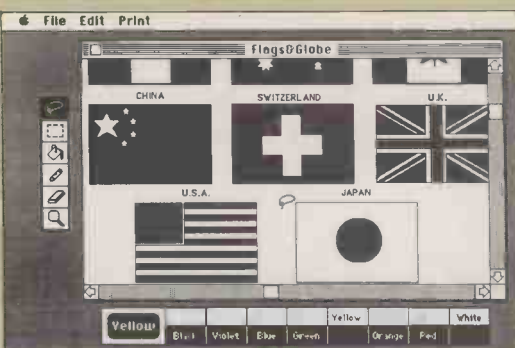 File Edit Print
Flags&Globe
CHINA SWITZERLAND U.K.
U.S.A. JAPAN
Yellow White
Yellow Black Violet Blue Green Orange Red